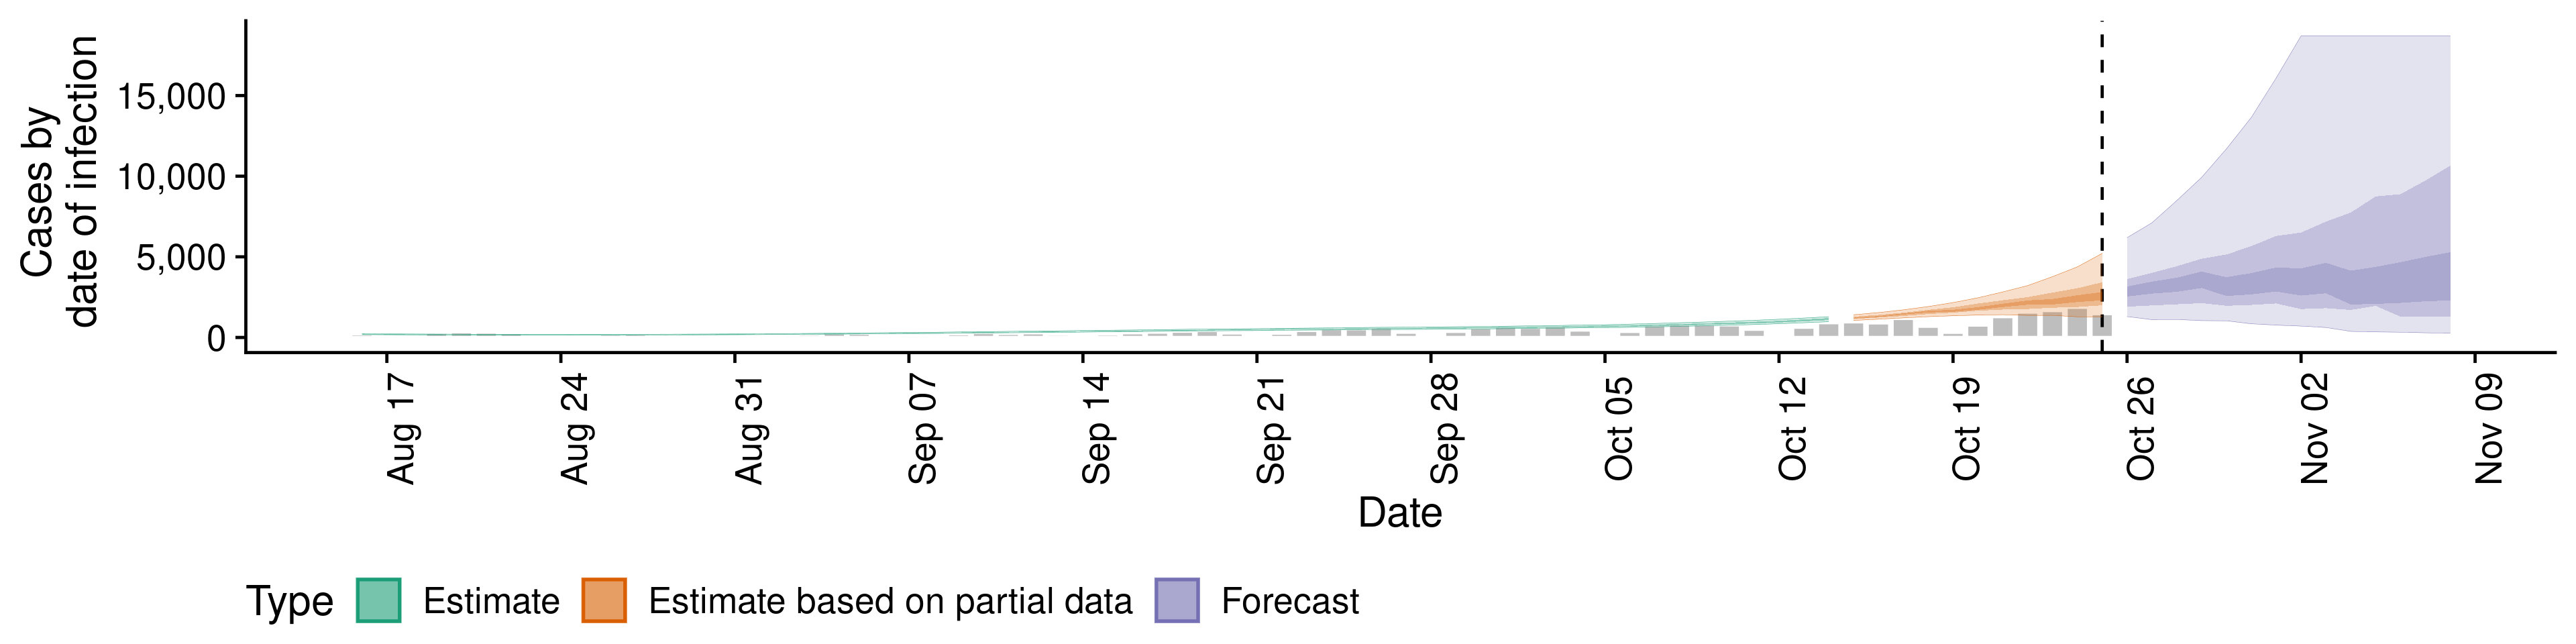 Cases by
date of infection
15,000
10,000
5,000
0
Aug 17
Aug 24
Aug 31
Sep 07
Sep 14
Sep 21
Sep 28
Oct 05
Oct 12
Oct 19
Oct 26
Nov 02
Nov 09
Date
Type Estimate Estimate based on partial data Forecast